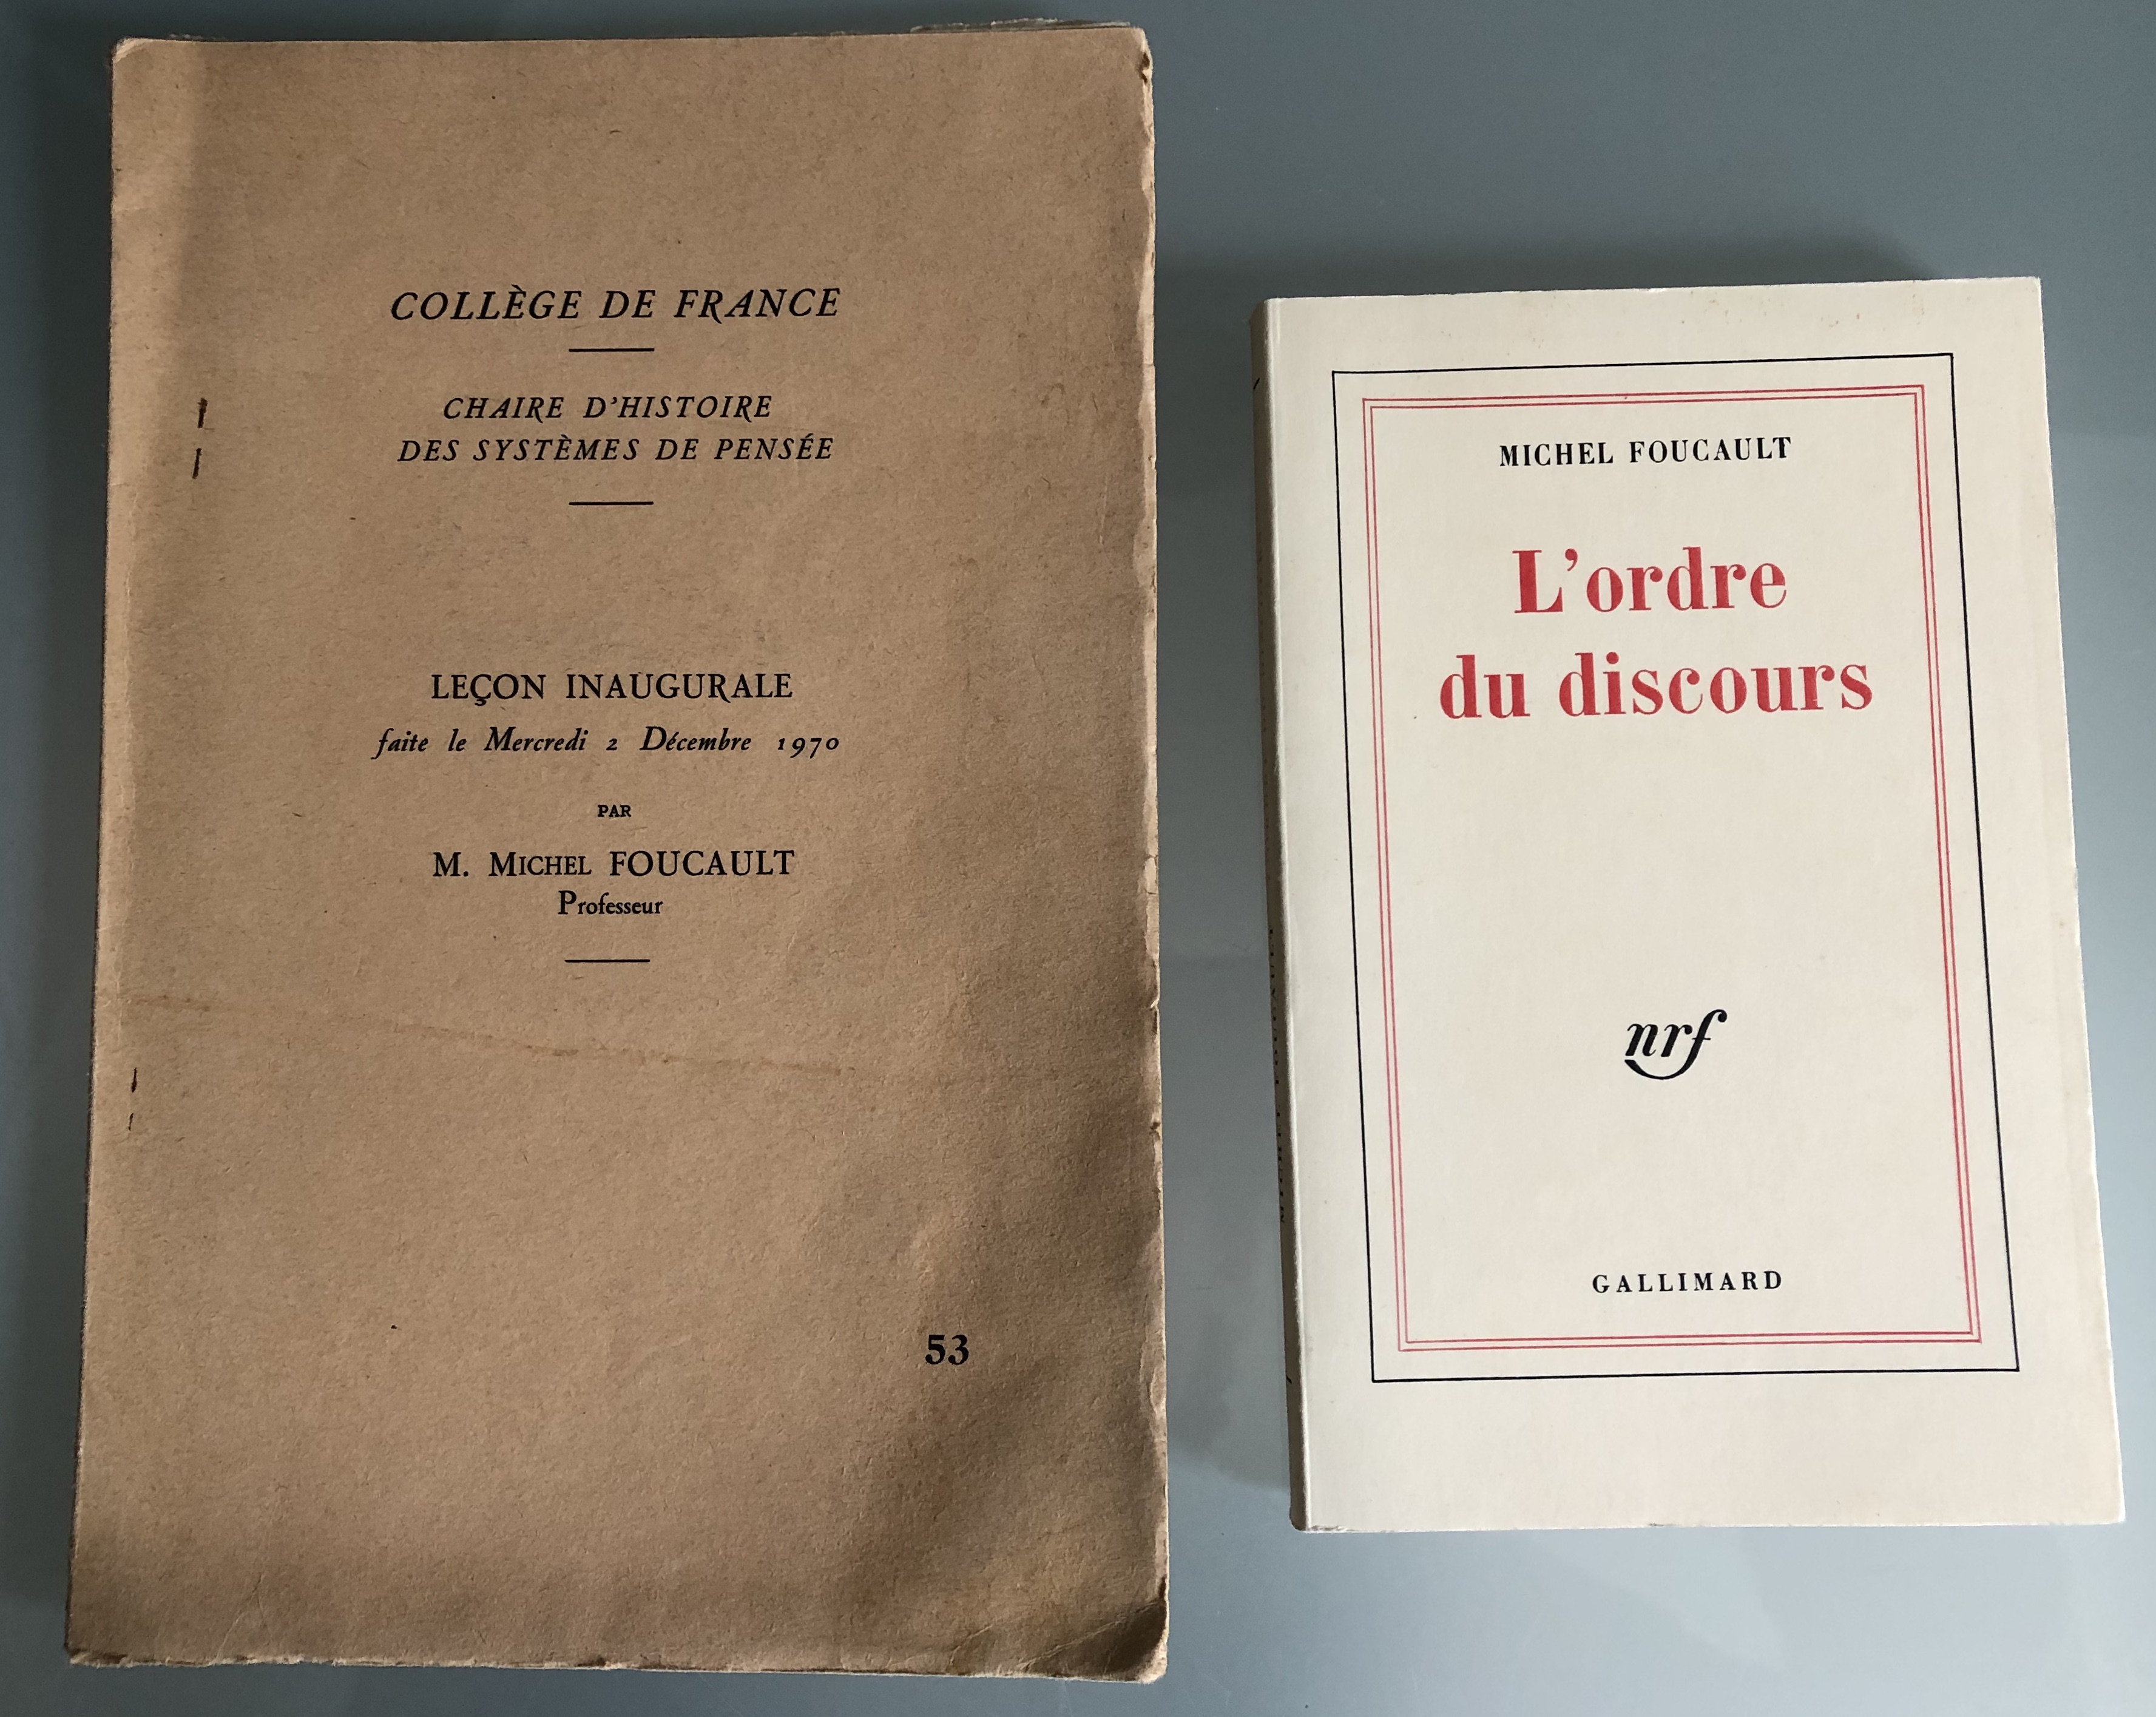 COLLÈGE DE FRANCE
CHAIRE D'HISTOIRE
DES SYSTÈMES DE PENSÉE
LEÇON INAUGURALE
faite le Mercredi 2 Décembre 1970
PAR
M. MICHEL FOUCAULT
Professeur
53
MICHEL FOUCAULT
L'ordre
du discours
nrf
GALLIMARD